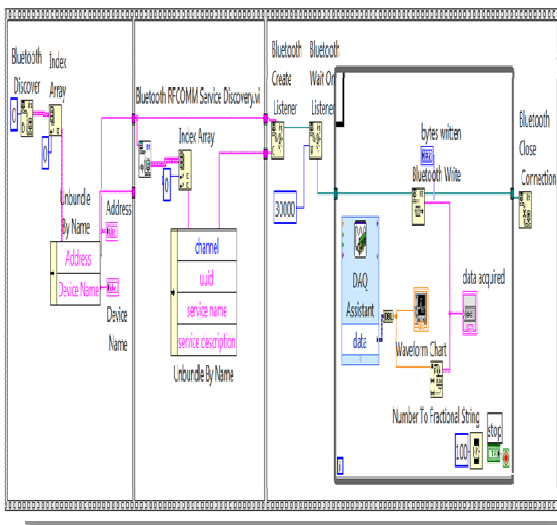 Bluetooth
Discover
Index
Array
0
0
Unbundle
By Name
Address
Device Name
Address
Device
Name
Bluetooth RFCOMM Service Discovery.vi
Index Array
0
channel
uuid
service name
service description
Unbundle By Name
Bluetooth
Create
Listener
Bluetooth
Wait On
Listener
30000
bytes written
Bluetooth Write
DAQ
Assistant
data
Waveform Chart
data acquired
Number To Fractional String
100
stop
i
Bluetooth
Close
Connection